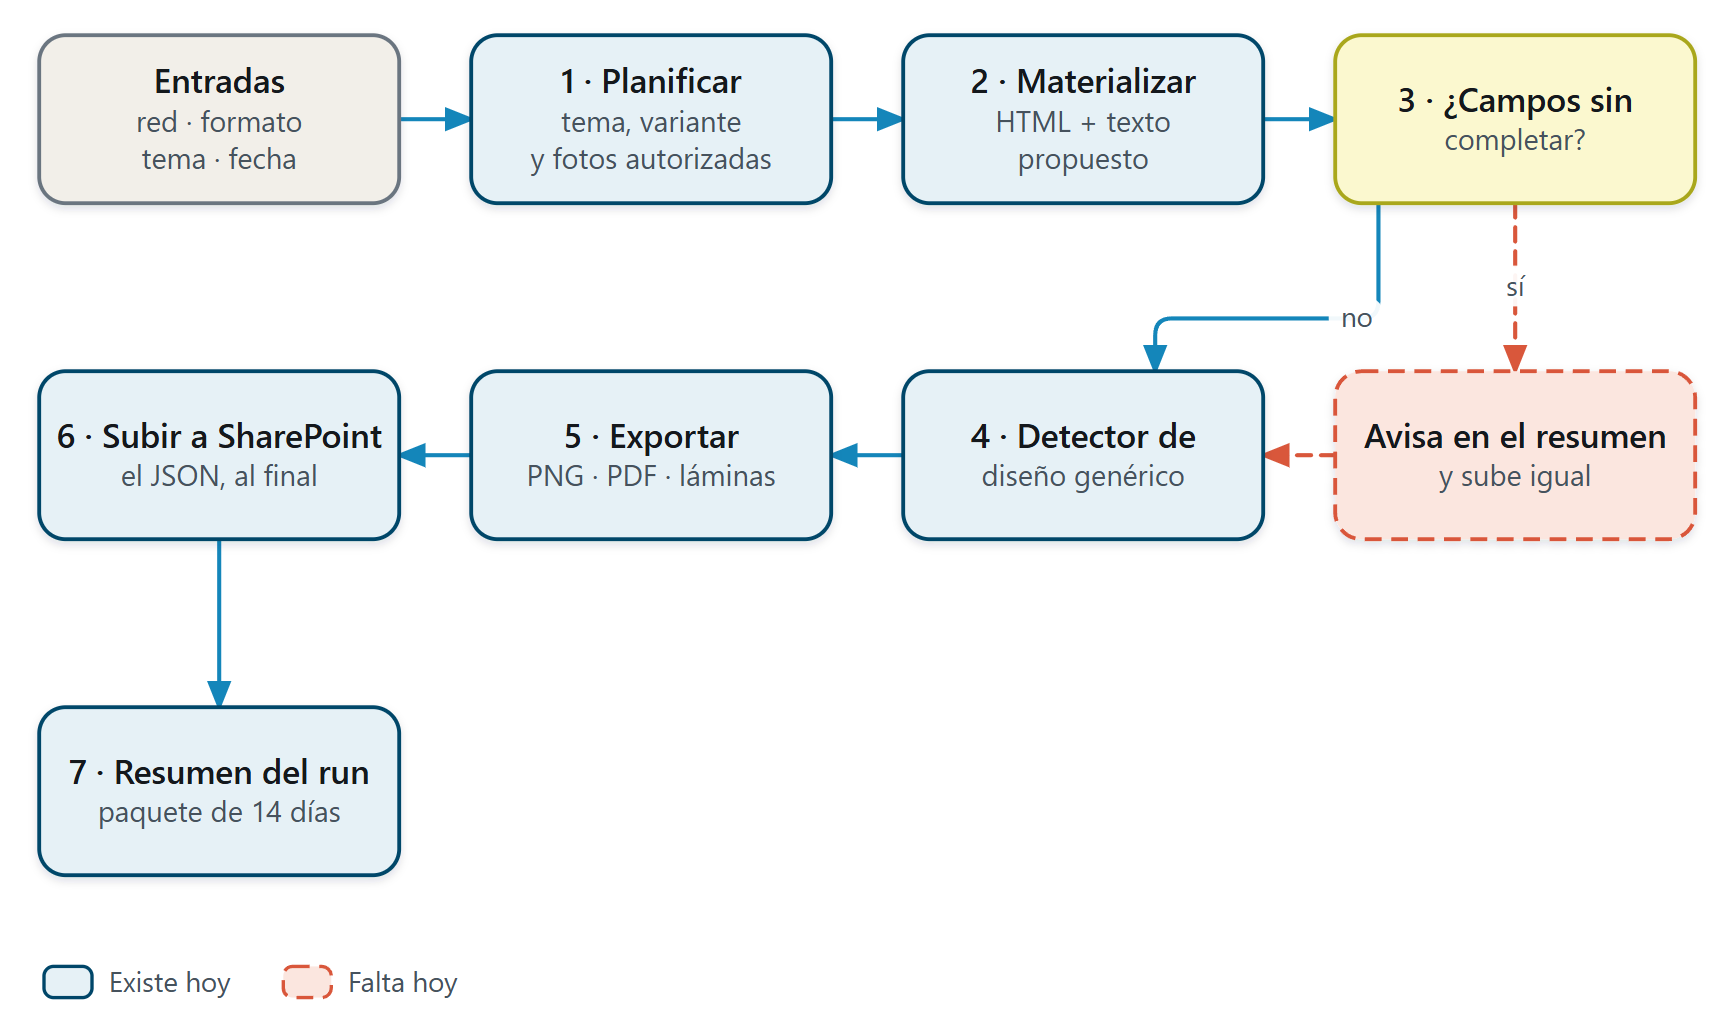 Entradas
red · formato
tema · fecha
1 · Planificar
tema, variante
y fotos autorizadas
2 · Materializar
HTML + texto
propuesto
3 · ¿Campos sin
completar?
sí
no
6 · Subir a SharePoint
el JSON, al final
5 · Exportar
PNG · PDF · láminas
4 · Detector de
diseño genérico
Avisa en el resumen
y sube igual
7 · Resumen del run
paquete de 14 días
Existe hoy
Falta hoy